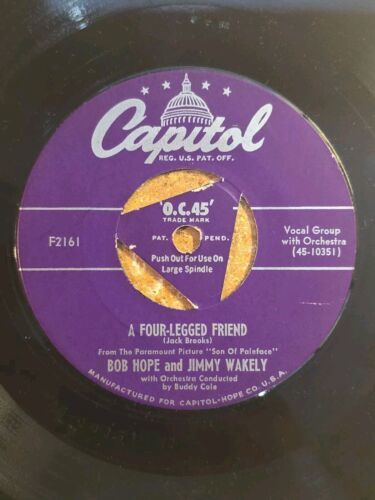 Capitol
REG. U.S. PAT. OFF.
'O.C.45'
TRADE MARK
PAT. PEND.
Push Out For Use On
Large Spindle
F2161
Vocal Group
with Orchestra
(45-10351)
A FOUR-LEGGED FRIEND
(Jack Brooks)
From The Paramount Picture "Son Of Paleface"
BOB HOPE and JIMMY WAKELY
with Orchestra Conducted
by Buddy Cole
MANUFACTURED FOR CAPITOL-HOPE CO. U.S.A.